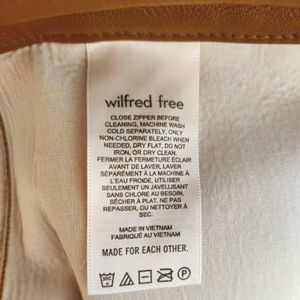 wilfred free
CLOSE ZIPPER BEFORE
CLEANING, MACHINE WASH
COLD SEPARATELY, ONLY
NON-CHLORINE BLEACH WHEN
NEEDED, DRY FLAT, DO NOT
IRON, OR DRY CLEAN.
FERMER LA FERMETURE ÉCLAIR
AVANT DE LAVER, LAVER
SÉPARÉMENT À LA MACHINE À
L'EAU FROIDE, UTILISANT
SEULEMENT UN JAVELLISANT
SANS CHLORE AU BESOIN,
SÉCHER À PLAT, NE PAS
REPASSER, OU NETTOYER À
SEC.
MADE IN VIETNAM
FABRIQUÉ AU VIETNAM
MADE FOR EACH OTHER.
30C
P